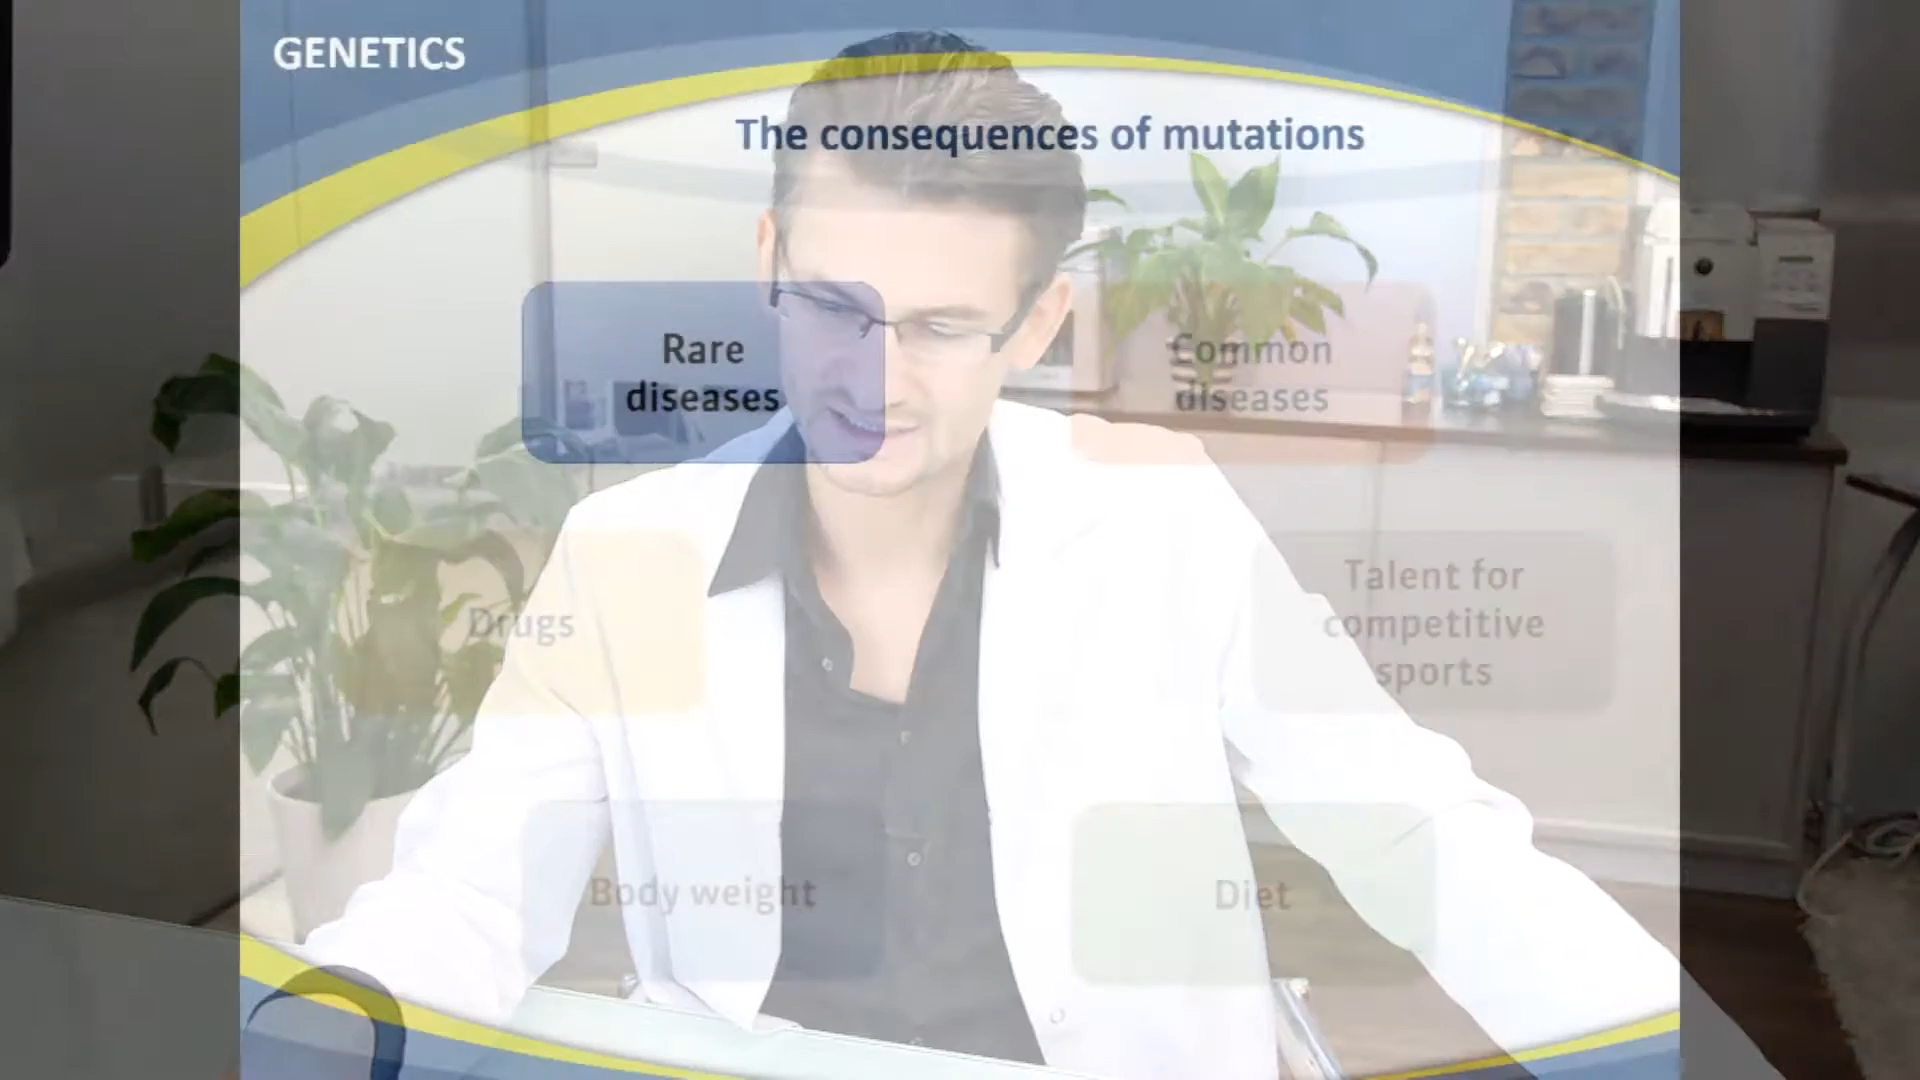 GENETICS
The consequences of mutations
Rare
diseases
Common
diseases
Drugs
Talent for
competitive
sports
Body weight
Diet